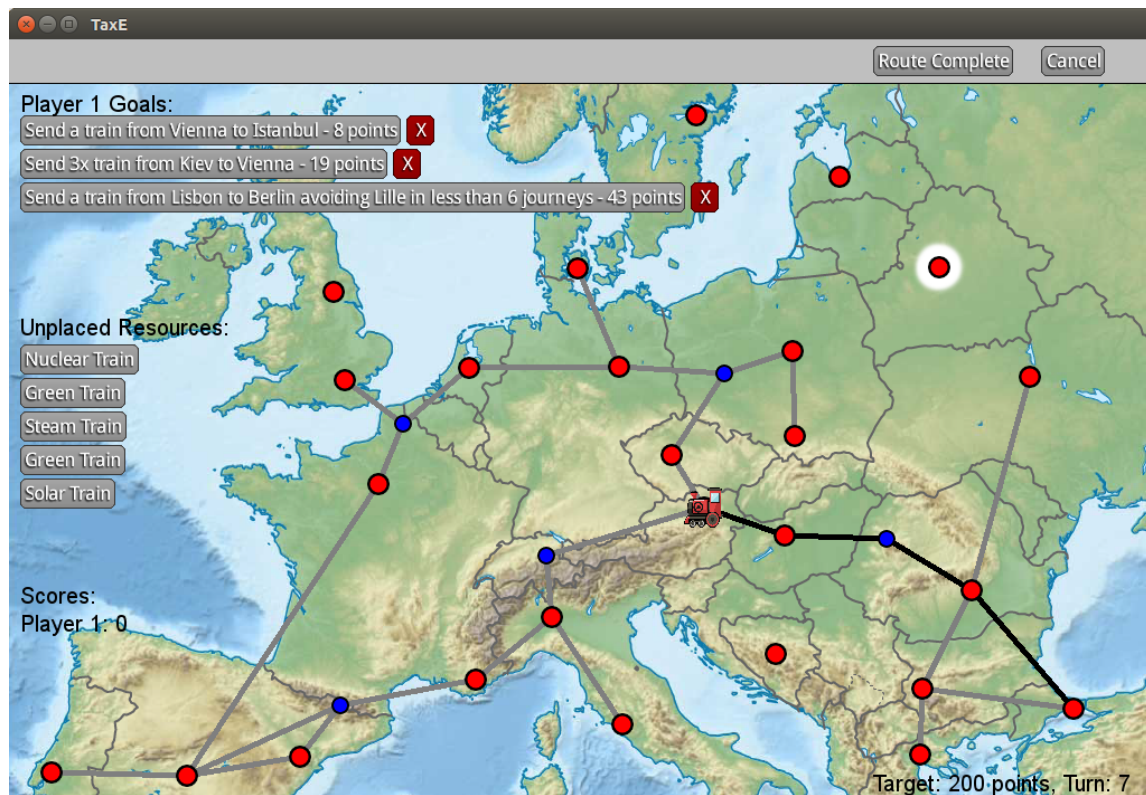 TaxE
Route Complete
Cancel
Player 1 Goals:
Send a train from Vienna to Istanbul - 8 points X
Send 3x train from Kiev to Vienna - 19 points X
Send a train from Lisbon to Berlin avoiding Lille in less than 6 journeys - 43 points X
Unplaced Resources:
Nuclear Train
Green Train
Steam Train
Green Train
Solar Train
Scores:
Player 1: 0
Target: 200 points, Turn: 7